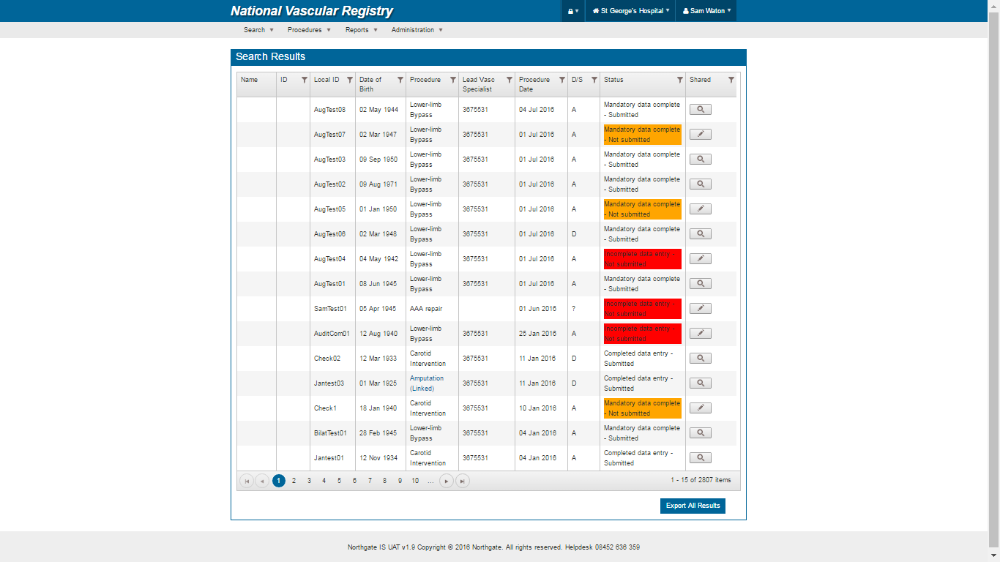 National Vascular Registry
St George's Hospital
Sam Waton
Search Procedures Reports Administration
Search Results
Name ID Local ID Date of Birth Procedure Lead Vasc Specialist Procedure Date D/S Status Shared
AugTest08 02 May 1944 Lower-limb Bypass 3675531 04 Jul 2016 A Mandatory data complete - Submitted
AugTest07 02 Mar 1947 Lower-limb Bypass 3675531 01 Jul 2016 A Mandatory data complete - Not submitted
AugTest03 09 Sep 1950 Lower-limb Bypass 3675531 01 Jul 2016 A Mandatory data complete - Submitted
AugTest02 09 Aug 1971 Lower-limb Bypass 3675531 01 Jul 2016 A Mandatory data complete - Submitted
AugTest05 01 Jan 1950 Lower-limb Bypass 3675531 01 Jul 2016 A Mandatory data complete - Not submitted
AugTest06 02 Mar 1948 Lower-limb Bypass 3675531 01 Jul 2016 D Mandatory data complete - Submitted
AugTest04 04 May 1942 Lower-limb Bypass 3675531 01 Jul 2016 A Incomplete data entry - Not submitted
AugTest01 08 Jun 1945 Lower-limb Bypass 3675531 01 Jul 2016 A Mandatory data complete - Submitted
SamTest01 05 Apr 1945 AAA repair 01 Jun 2016 ? Incomplete data entry - Not submitted
AuditCom01 12 Aug 1940 Lower-limb Bypass 3675531 25 Jan 2016 A Incomplete data entry - Not submitted
Check02 12 Mar 1933 Carotid Intervention 3675531 11 Jan 2016 D Completed data entry - Submitted
Jantest03 01 Mar 1925 Amputation (Linked) 3675531 11 Jan 2016 D Completed data entry - Submitted
Check1 18 Jan 1940 Carotid Intervention 3675531 10 Jan 2016 A Mandatory data complete - Not submitted
BilatTest01 28 Feb 1945 Lower-limb Bypass 3675531 04 Jan 2016 A Mandatory data complete - Submitted
Jantest01 12 Nov 1934 Carotid Intervention 3675531 04 Jan 2016 A Completed data entry - Submitted
1 2 3 4 5 6 7 8 9 10 ... 1 - 15 of 2807 items
Export All Results
Northgate IS UAT v1.9 Copyright © 2016 Northgate. All rights reserved. Helpdesk 08452 636 359